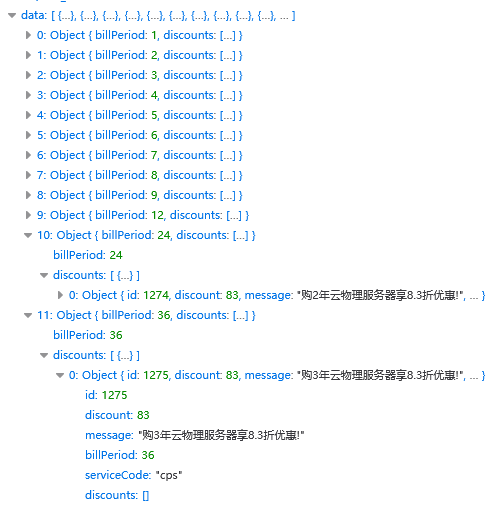 data: [ {…}, {…}, {…}, {…}, {…}, {…}, {…}, {…}, {…}, {…}, … ]
0: Object { billPeriod: 1, discounts: […] }
1: Object { billPeriod: 2, discounts: […] }
2: Object { billPeriod: 3, discounts: […] }
3: Object { billPeriod: 4, discounts: […] }
4: Object { billPeriod: 5, discounts: […] }
5: Object { billPeriod: 6, discounts: […] }
6: Object { billPeriod: 7, discounts: […] }
7: Object { billPeriod: 8, discounts: […] }
8: Object { billPeriod: 9, discounts: […] }
9: Object { billPeriod: 12, discounts: […] }
10: Object { billPeriod: 24, discounts: […] }
billPeriod: 24
discounts: [ {…} ]
0: Object { id: 1274, discount: 83, message: "购2年云物理服务器享8.3折优惠!", … }
11: Object { billPeriod: 36, discounts: […] }
billPeriod: 36
discounts: [ {…} ]
0: Object { id: 1275, discount: 83, message: "购3年云物理服务器享8.3折优惠!", … }
id: 1275
discount: 83
message: "购3年云物理服务器享8.3折优惠!"
billPeriod: 36
serviceCode: "cps"
discounts: []